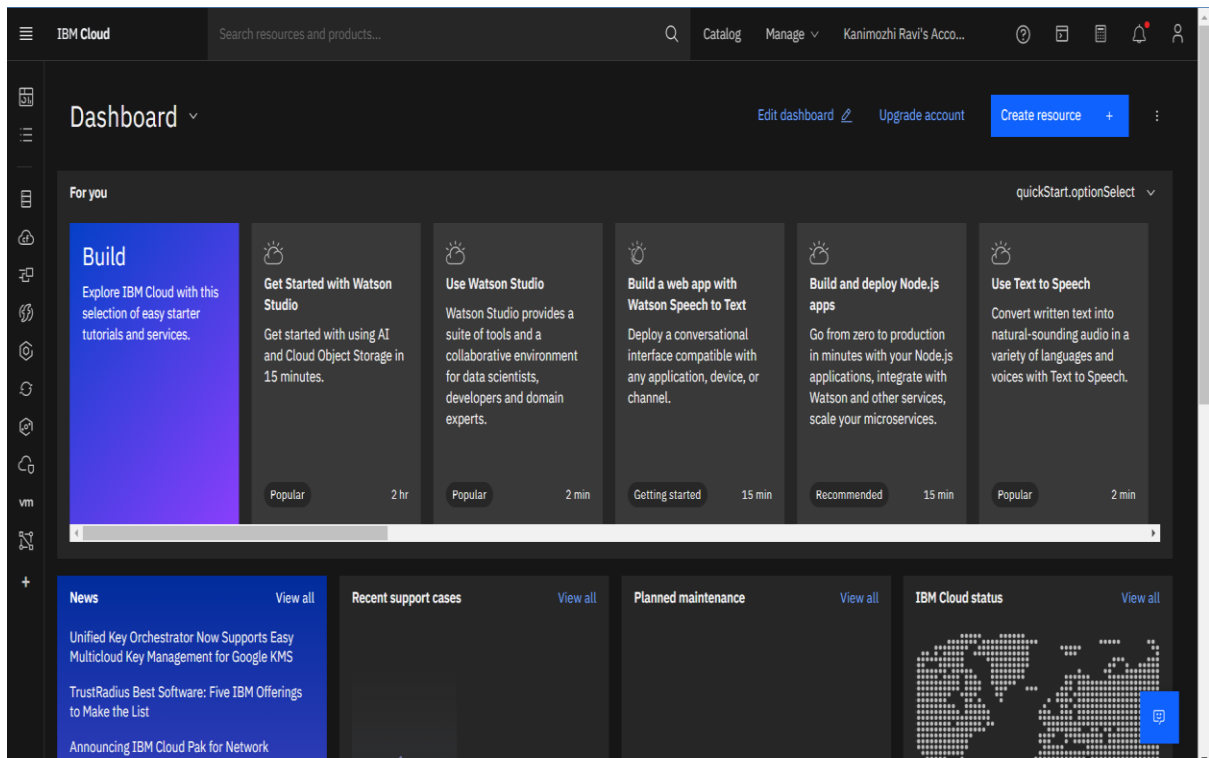 IBM Cloud
Search resources and products...
Catalog
Manage
Kanimozhi Ravi's Acco...
Dashboard
Edit dashboard
Upgrade account
Create resource +
For you
quickStart.optionSelect
Build
Explore IBM Cloud with this
selection of easy starter
tutorials and services.
Get Started with Watson
Studio
Get started with using AI
and Cloud Object Storage in
15 minutes.
Popular
2 hr
Use Watson Studio
Watson Studio provides a
suite of tools and a
collaborative environment
for data scientists,
developers and domain
experts.
Popular
2 min
Build a web app with
Watson Speech to Text
Deploy a conversational
interface compatible with
any application, device, or
channel.
Getting started
15 min
Build and deploy Node.js
apps
Go from zero to production
in minutes with your Node.js
applications, integrate with
Watson and other services,
scale your microservices.
Recommended
15 min
Use Text to Speech
Convert written text into
natural-sounding audio in a
variety of languages and
voices with Text to Speech.
Popular
2 min
vm
News
View all
Unified Key Orchestrator Now Supports Easy
Multicloud Key Management for Google KMS
TrustRadius Best Software: Five IBM Offerings
to Make the List
Announcing IBM Cloud Pak for Network
Recent support cases
View all
Planned maintenance
View all
IBM Cloud status
View all